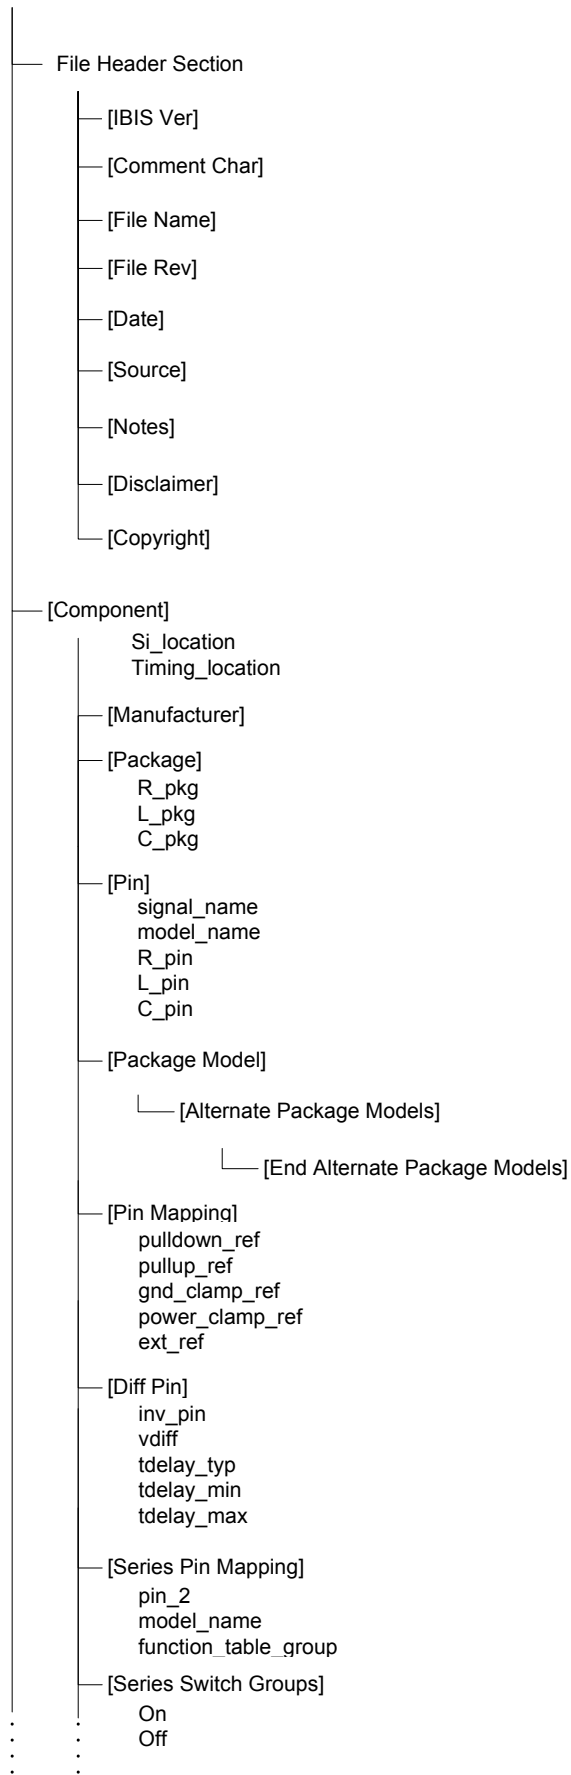 File Header Section
[IBIS Ver]
[Comment Char]
[File Name]
[File Rev]
[Date]
[Source]
[Notes]
[Disclaimer]
[Copyright]
[Component]
Si_location
Timing_location
[Manufacturer]
[Package]
R_pkg
L_pkg
C_pkg
[Pin]
signal_name
model_name
R_pin
L_pin
C_pin
[Package Model]
[Alternate Package Models]
[End Alternate Package Models]
[Pin Mapping]
pulldown_ref
pullup_ref
gnd_clamp_ref
power_clamp_ref
ext_ref
[Diff Pin]
inv_pin
vdiff
tdelay_typ
tdelay_min
tdelay_max
[Series Pin Mapping]
pin_2
model_name
function_table_group
[Series Switch Groups]
On
Off